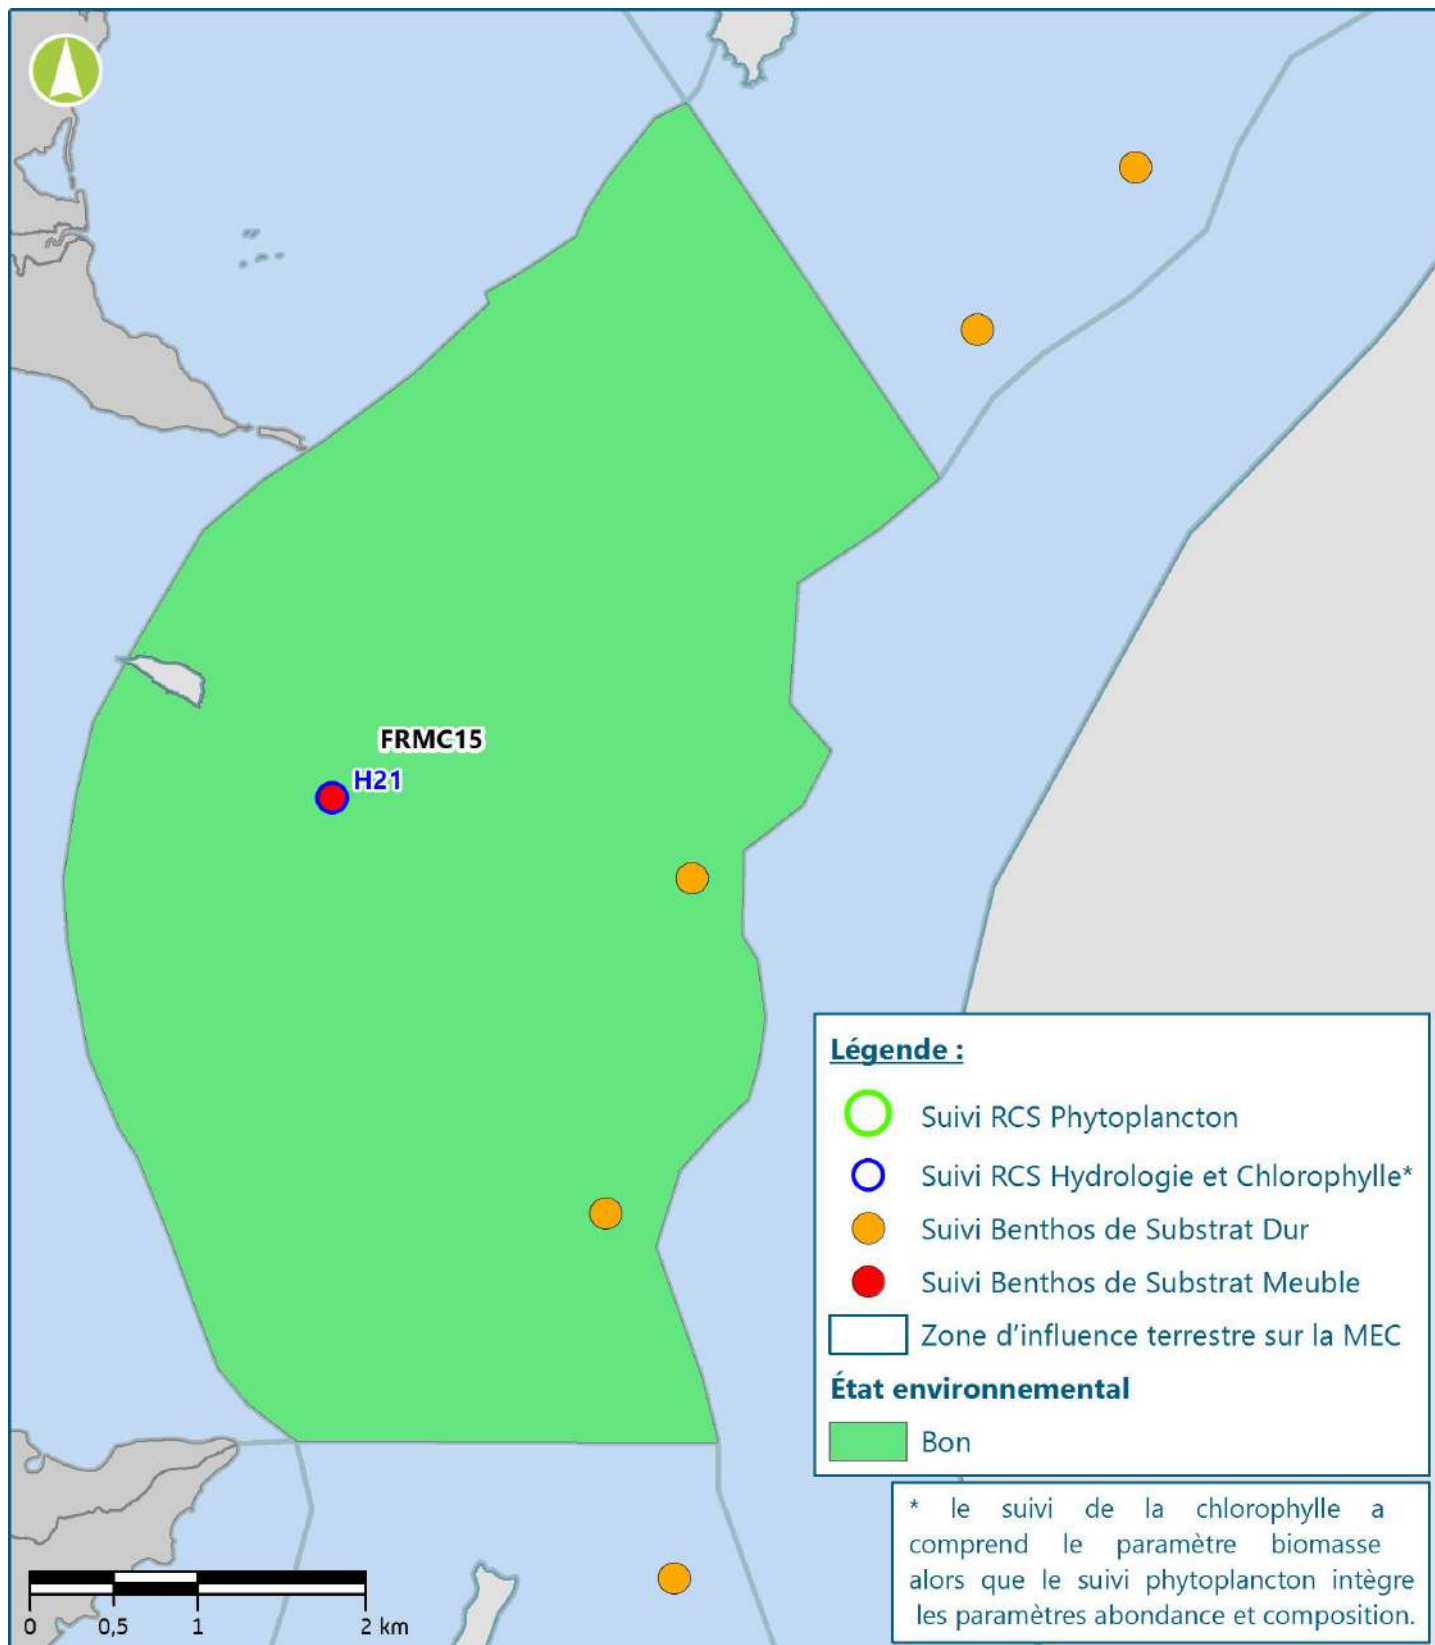 FRMC15
H21
Légende :
Suivi RCS Phytoplancton
Suivi RCS Hydrologie et Chlorophylle*
Suivi Benthos de Substrat Dur
Suivi Benthos de Substrat Meuble
Zone d'influence terrestre sur la MEC
État environnemental
Bon
* le suivi de la chlorophylle a
comprend le paramètre biomasse
alors que le suivi phytoplancton intègre
les paramètres abondance et composition.
0 0,5 1 2 km